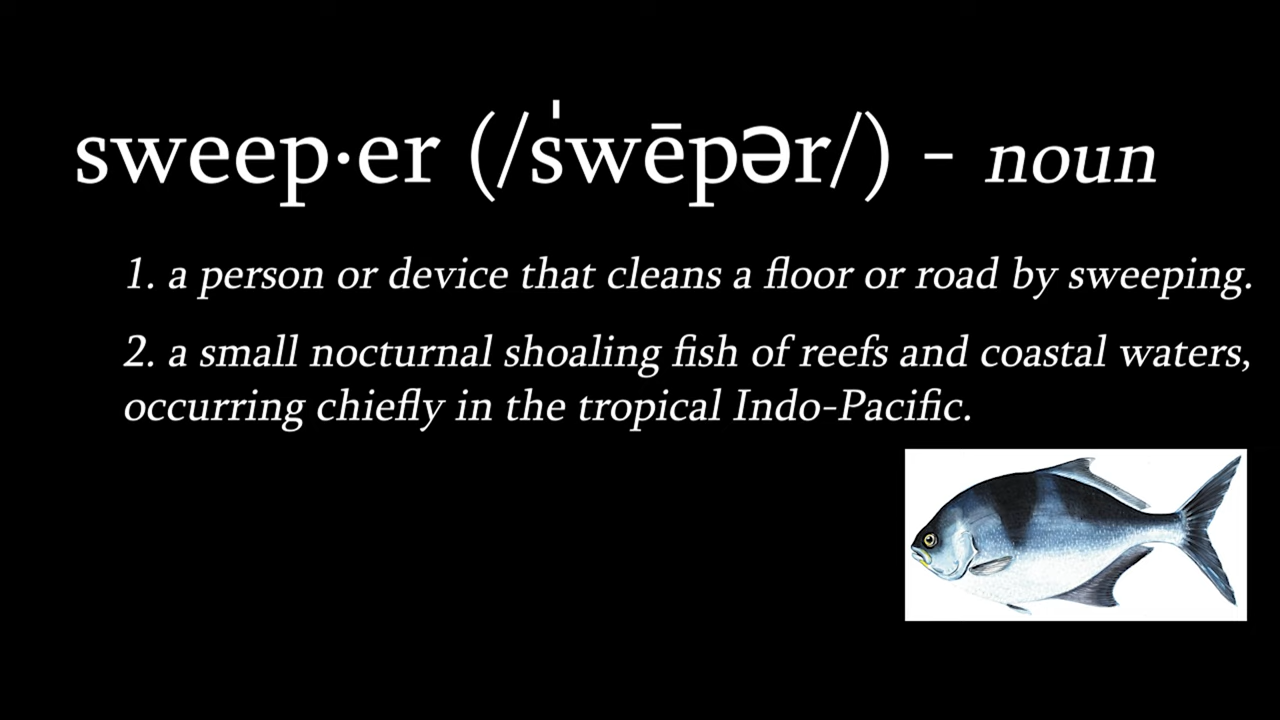 sweep·er (/ˈswēpər/) - noun
1. a person or device that cleans a floor or road by sweeping.
2. a small nocturnal shoaling fish of reefs and coastal waters,
occurring chiefly in the tropical Indo-Pacific.